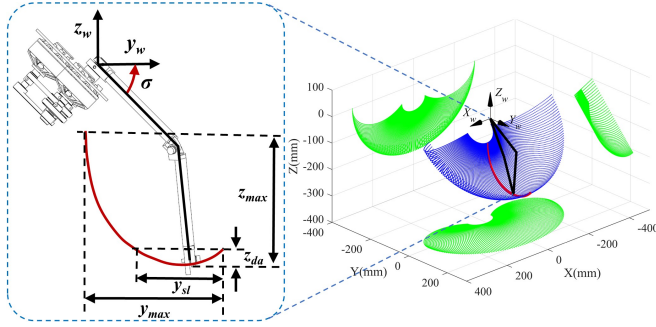 z_w
y_w
σ
z_max
z_da
y_sl
y_max
100
0
-100
-200
-300
-400
Z(mm)
Z_w
X_w
Y_w
-200
0
200
400
Y(mm)
400
200
0
-200
-400
X(mm)